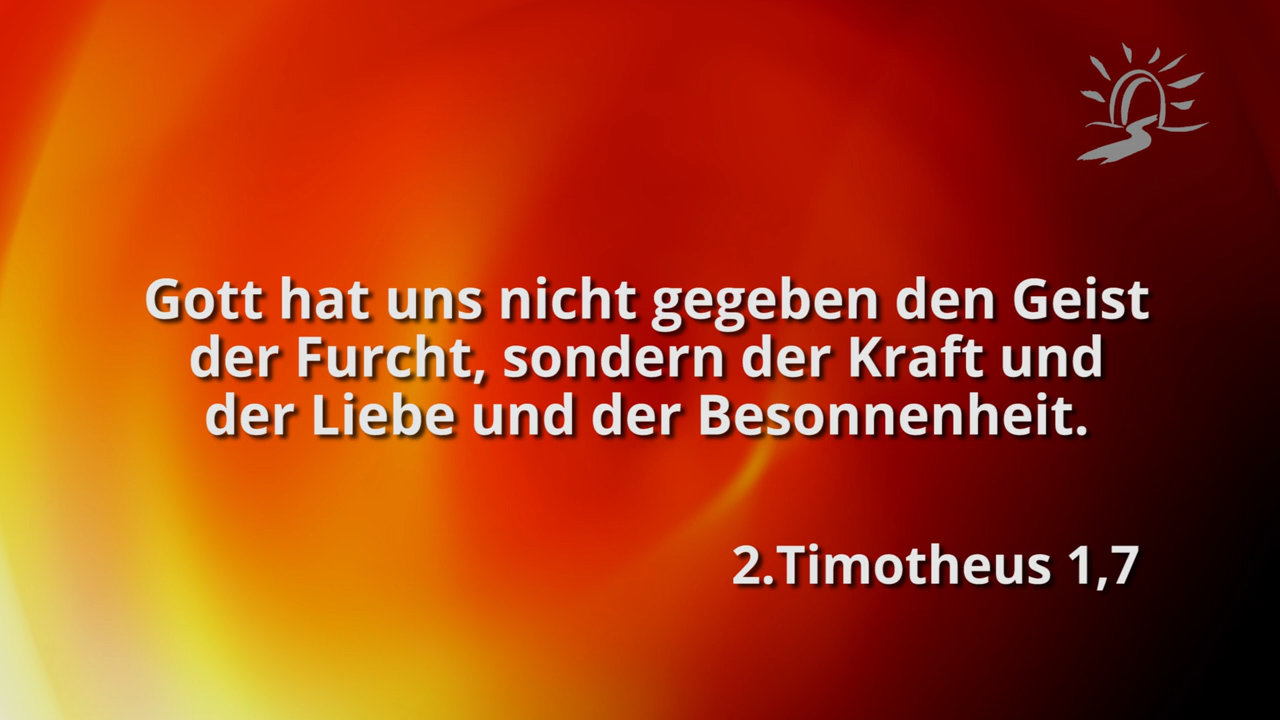 Gott hat uns nicht gegeben den Geist
der Furcht, sondern der Kraft und
der Liebe und der Besonnenheit.
2.Timotheus 1,7